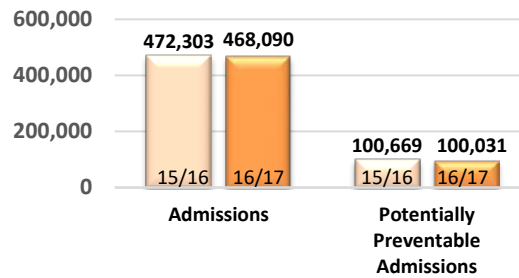 600,000
472,303 468,090
400,000
200,000
100,669 100,031
15/16 16/17 15/16 16/17
0
Admissions Potentially
Preventable
Admissions